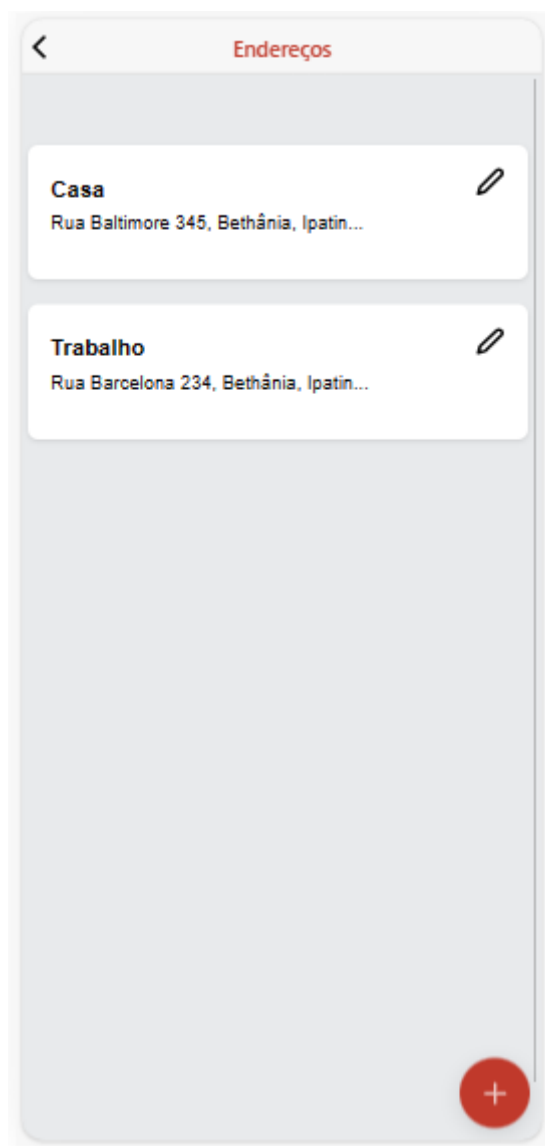 Endereços
Casa
Rua Baltimore 345, Bethânia, Ipatin...
Trabalho
Rua Barcelona 234, Bethânia, Ipatin...